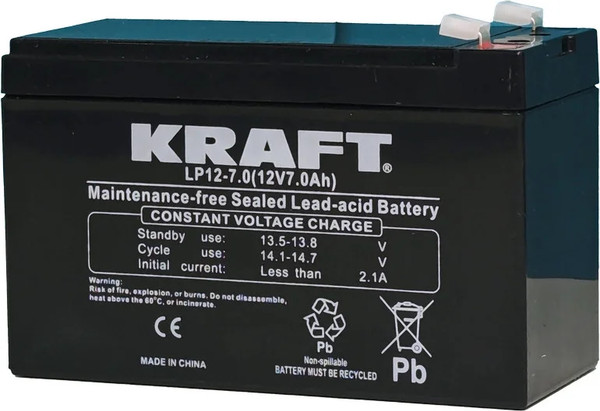 KRAFT®
LP12-7.0(12V7.0Ah)
Maintenance-free Sealed Lead-acid Battery
CONSTANT VOLTAGE CHARGE
Standby use: 13.5-13.8 V
Cycle use: 14.1-14.7 V
Initial current: Less than 2.1A
Warning:
Risk of fire, explosion, or burns. Do not disassemble,
heat above the 60°C, or incinerate.
CE
Pb
Pb
Non-spillable
MADE IN CHINA
BATTERY MUST BE RECYCLED